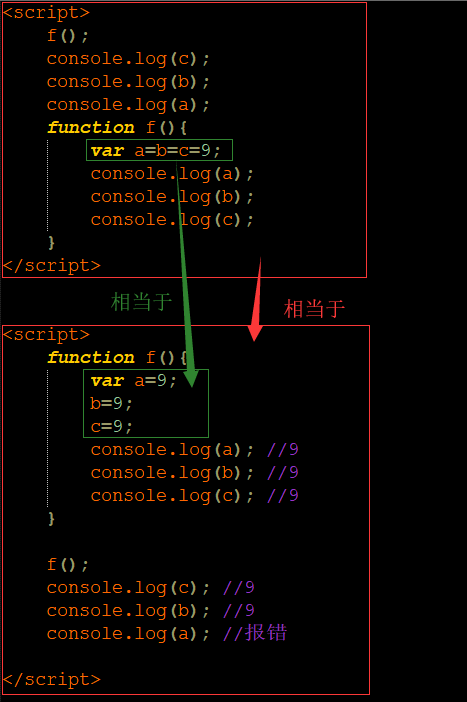 <script>
    f();
    console.log(c);
    console.log(b);
    console.log(a);
    function f(){
        var a=b=c=9;
        console.log(a);
        console.log(b);
        console.log(c);
    }
</script>
相当于 相当于
<script>
    function f(){
        var a=9;
        b=9;
        c=9;
        console.log(a); //9
        console.log(b); //9
        console.log(c); //9
    }
    f();
    console.log(c); //9
    console.log(b); //9
    console.log(a); //报错
</script>